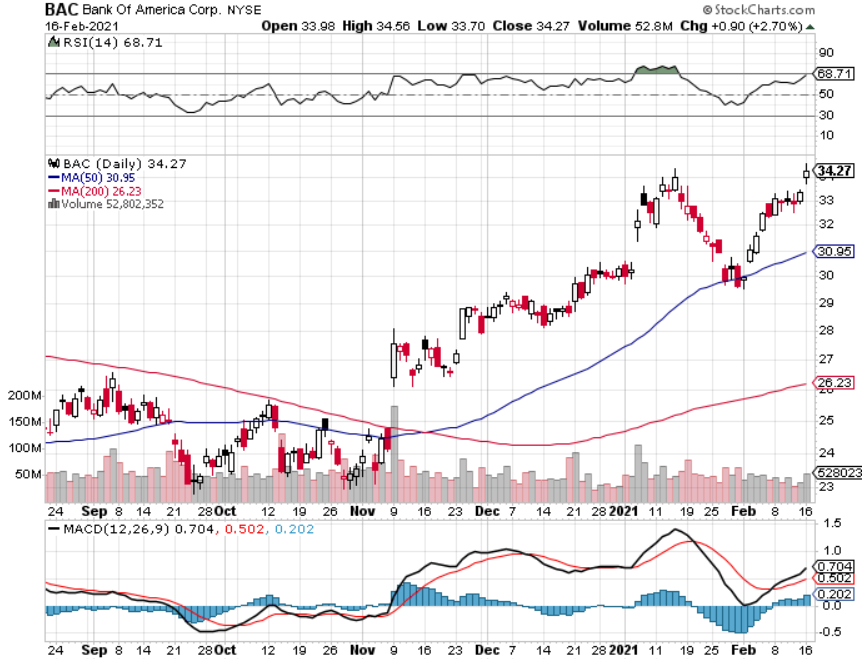 BAC Bank Of America Corp. NYSE © StockCharts.com
16-Feb-2021 Open 33.98 High 34.56 Low 33.70 Close 34.27 Volume 52.8M Chg +0.90 (+2.70%)
RSI(14) 68.71
90
68.71
50
30
10
BAC (Daily) 34.27
MA(50) 30.95
MA(200) 26.23
Volume 52,802,352
34.27
33
32
30.95
30
29
28
27
26.23
25
24
528023
23
200M
150M
100M
50M
24 Sep 8 14 21 28 Oct 12 19 26 Nov 9 16 23 Dec 7 14 21 28 2021 11 19 25 Feb 8 16
MACD(12,26,9) 0.704, 0.502, 0.202
1.5
1.0
0.704
0.502
0.202
0.0
-0.5
24 Sep 8 14 21 28 Oct 12 19 26 Nov 9 16 23 Dec 7 14 21 28 2021 11 19 25 Feb 8 16